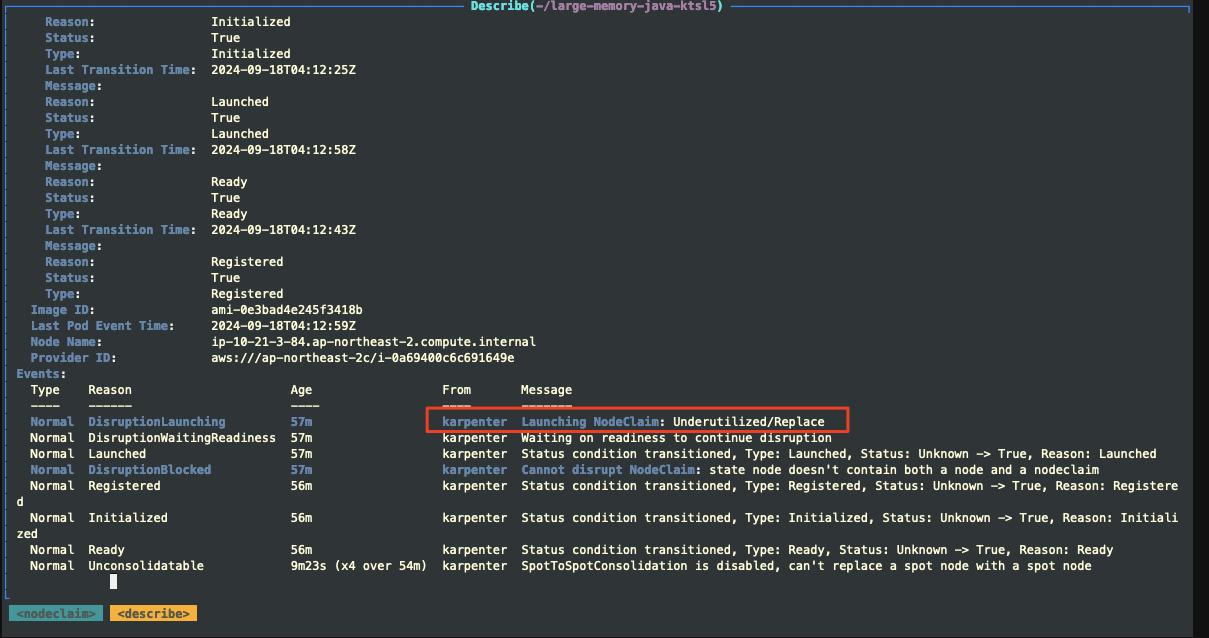 Describe(-/large-memory-java-ktsl5)
Reason: Initialized
Status: True
Type: Initialized
Last Transition Time: 2024-09-18T04:12:25Z
Message:
Reason: Launched
Status: True
Type: Launched
Last Transition Time: 2024-09-18T04:12:58Z
Message:
Reason: Ready
Status: True
Type: Ready
Last Transition Time: 2024-09-18T04:12:43Z
Message:
Reason: Registered
Status: True
Type: Registered
Image ID: ami-0e3bad4e245f3418b
Last Pod Event Time: 2024-09-18T04:12:59Z
Node Name: ip-10-21-3-84.ap-northeast-2.compute.internal
Provider ID: aws:///ap-northeast-2c/i-0a69400c6c691649e
Events:
Type Reason Age From Message
---- ------ ---- ---- -------
Normal DisruptionLaunching 57m karpenter Launching NodeClaim: Underutilized/Replace
Normal DisruptionWaitingReadiness 57m karpenter Waiting on readiness to continue disruption
Normal Launched 57m karpenter Status condition transitioned, Type: Launched, Status: Unknown -> True, Reason: Launched
Normal DisruptionBlocked 57m karpenter Cannot disrupt NodeClaim: state node doesn't contain both a node and a nodeclaim
Normal Registered 56m karpenter Status condition transitioned, Type: Registered, Status: Unknown -> True, Reason: Registere
d
Normal Initialized 56m karpenter Status condition transitioned, Type: Initialized, Status: Unknown -> True, Reason: Initiali
zed
Normal Ready 56m karpenter Status condition transitioned, Type: Ready, Status: Unknown -> True, Reason: Ready
Normal Unconsolidatable 9m23s (x4 over 54m) karpenter SpotToSpotConsolidation is disabled, can't replace a spot node with a spot node
<nodeclaim> <describe>